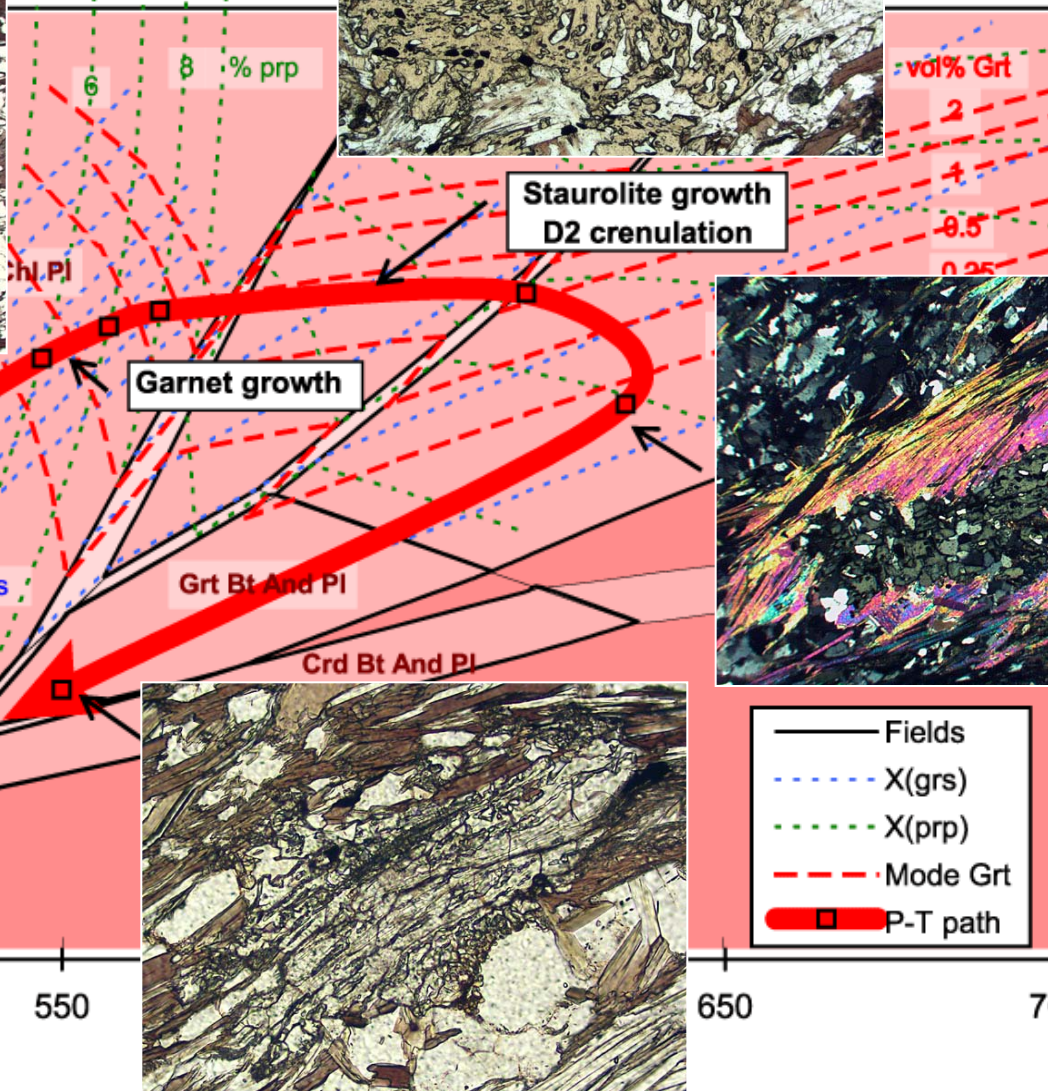 6
8
% prp
vol% Grt
2
1
0.5
0.25
Staurolite growth
D2 crenulation
Chl Pl
Garnet growth
s
Grt Bt And Pl
Crd Bt And Pl
Fields
X(grs)
X(prp)
Mode Grt
P-T path
550
650